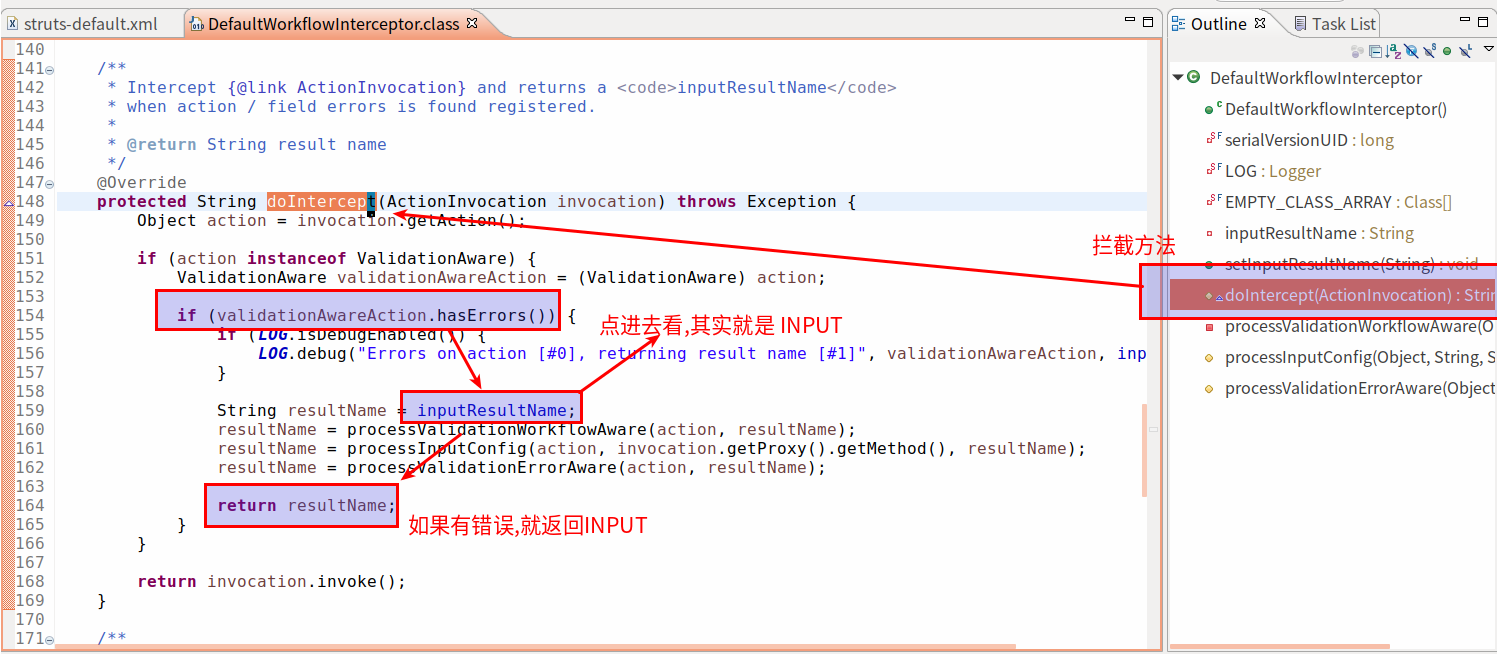 struts-default.xml
DefaultWorkflowInterceptor.class
140
141 /**
142 * Intercept {@link ActionInvocation} and returns a <code>inputResultName</code>
143 * when action / field errors is found registered.
144 *
145 * @return String result name
146 */
147 @Override
148 protected String doIntercept(ActionInvocation invocation) throws Exception {
149 Object action = invocation.getAction();
150
151 if (action instanceof ValidationAware) {
152 ValidationAware validationAwareAction = (ValidationAware) action;
153
154 if (validationAwareAction.hasErrors()) {
155 if (LOG.isDebugEnabled()) {
156 LOG.debug("Errors on action [#0], returning result name [#1]", validationAwareAction, inp
157 }
158
159 String resultName = inputResultName;
160 resultName = processValidationWorkflowAware(action, resultName);
161 resultName = processInputConfig(action, invocation.getProxy().getMethod(), resultName);
162 resultName = processValidationErrorAware(action, resultName);
163
164 return resultName;
165 }
166 }
167
168 return invocation.invoke();
169 }
170
171 /**
点进去看,其实就是 INPUT
如果有错误,就返回INPUT
拦截方法
Outline
Task List
DefaultWorkflowInterceptor
DefaultWorkflowInterceptor()
serialVersionUID : long
LOG : Logger
EMPTY_CLASS_ARRAY : Class[]
inputResultName : String
setInputResultName(String) : void
doIntercept(ActionInvocation) : Strin
processValidationWorkflowAware(O
processInputConfig(Object, String, S
processValidationErrorAware(Object